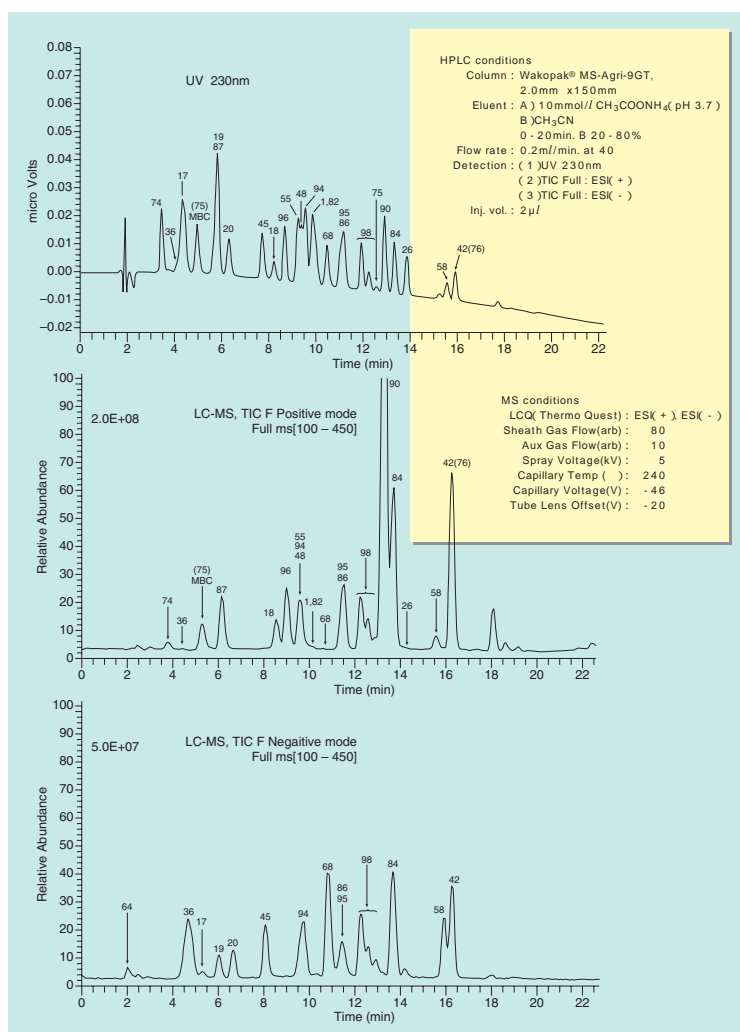 0.08
0.07
0.06
0.05
0.04
0.03
0.02
0.01
0.00
–0.01
–0.02
micro Volts
UV 230nm
74
36
17
(75)
MBC
19
87
20
45
18
96
55
48
94
1,82
68
95
86
98
75
90
84
26
58
42(76)
0 2 4 6 8 10 12 14 16 18 20 22
Time (min)
HPLC conditions
Column : Wakopak® MS-Agri-9GT,
2.0mm x150mm
Eluent : A ) 10mmol/l CH₃COONH₄( pH 3.7 )
B )CH₃CN
0 - 20min. B 20 - 80%
Flow rate : 0.2ml/min. at 40
Detection : ( 1 )UV 230nm
( 2 )TIC Full : ESI( + )
( 3 )TIC Full : ESI( - )
Inj. vol. : 2μl
MS conditions
LCQ( Thermo Quest) : ESI( + ), ESI( - )
Sheath Gas Flow(arb) : 80
Aux Gas Flow(arb) : 10
Spray Voltage(kV) : 5
Capillary Temp ( ) : 240
Capillary Voltage(V) : - 46
Tube Lens Offset(V) : - 20
100
90
80
70
60
50
40
30
20
10
0
Relative Abundance
2.0E+08
LC-MS, TIC F Positive mode
Full ms[100 – 450]
74
36
(75)
MBC
87
18
96
55
94
48
1,82
68
95
86
98
90
84
26
58
42(76)
0 2 4 6 8 10 12 14 16 18 20 22
Time (min)
100
90
80
70
60
50
40
30
20
10
0
Relative Abundance
5.0E+07
LC-MS, TIC F Negaitive mode
Full ms[100 – 450]
64
36
17
19
20
45
94
68
86
95
98
84
58
42
0 2 4 6 8 10 12 14 16 18 20 22
Time (min)